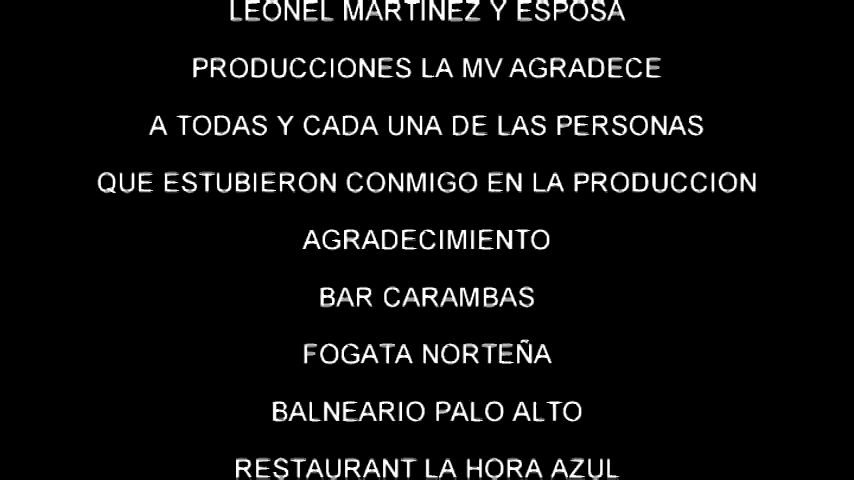 LEONEL MARTINEZ Y ESPOSA
PRODUCCIONES LA MV AGRADECE
A TODAS Y CADA UNA DE LAS PERSONAS
QUE ESTUBIERON CONMIGO EN LA PRODUCCION
AGRADECIMIENTO
BAR CARAMBAS
FOGATA NORTEÑA
BALNEARIO PALO ALTO
RESTAURANT LA HORA AZUL